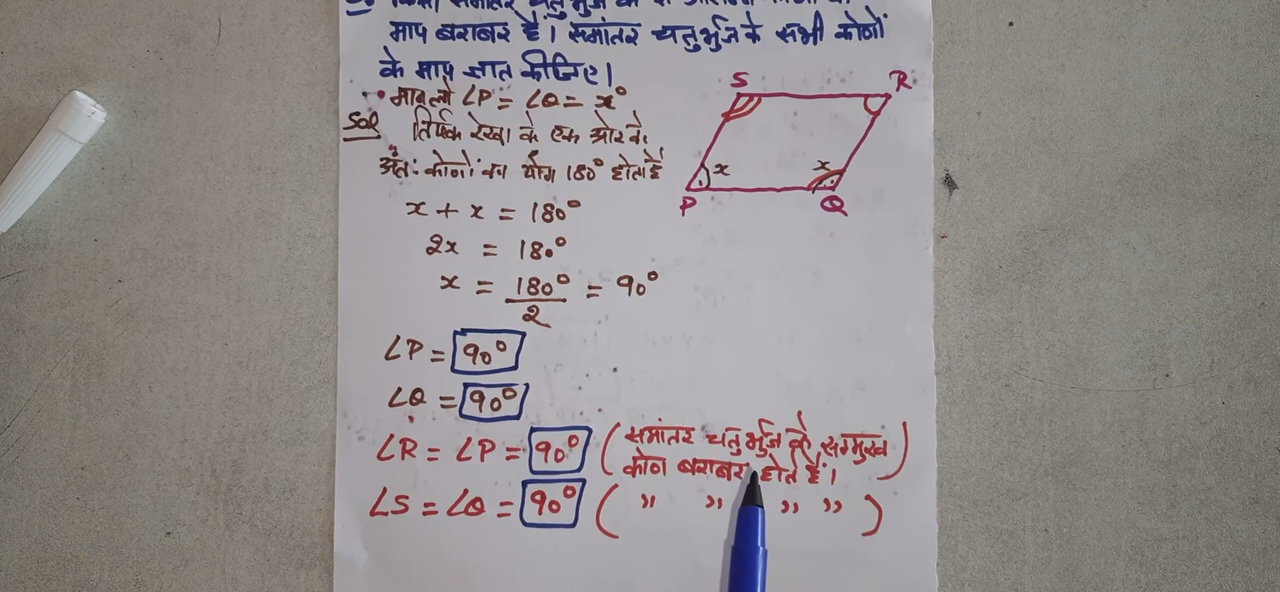 माप बराबर हैं। समांतर चतुर्भुज के सभी कोणों
के माप ज्ञात कीजिए।
मानलो ∠P = ∠Q = x°
Sol तिर्यक रेखा के एक ओर के
अंतः कोणों का योग 180° होता है
x + x = 180°
2x = 180°
x = 180°/2 = 90°
∠P = 90°
∠Q = 90°
∠R = ∠P = 90° (समांतर चतुर्भुज के सम्मुख
कोण बराबर होते हैं।)
∠S = ∠Q = 90° ( ,, ,, ,, ,, )
S R
x x
P Q